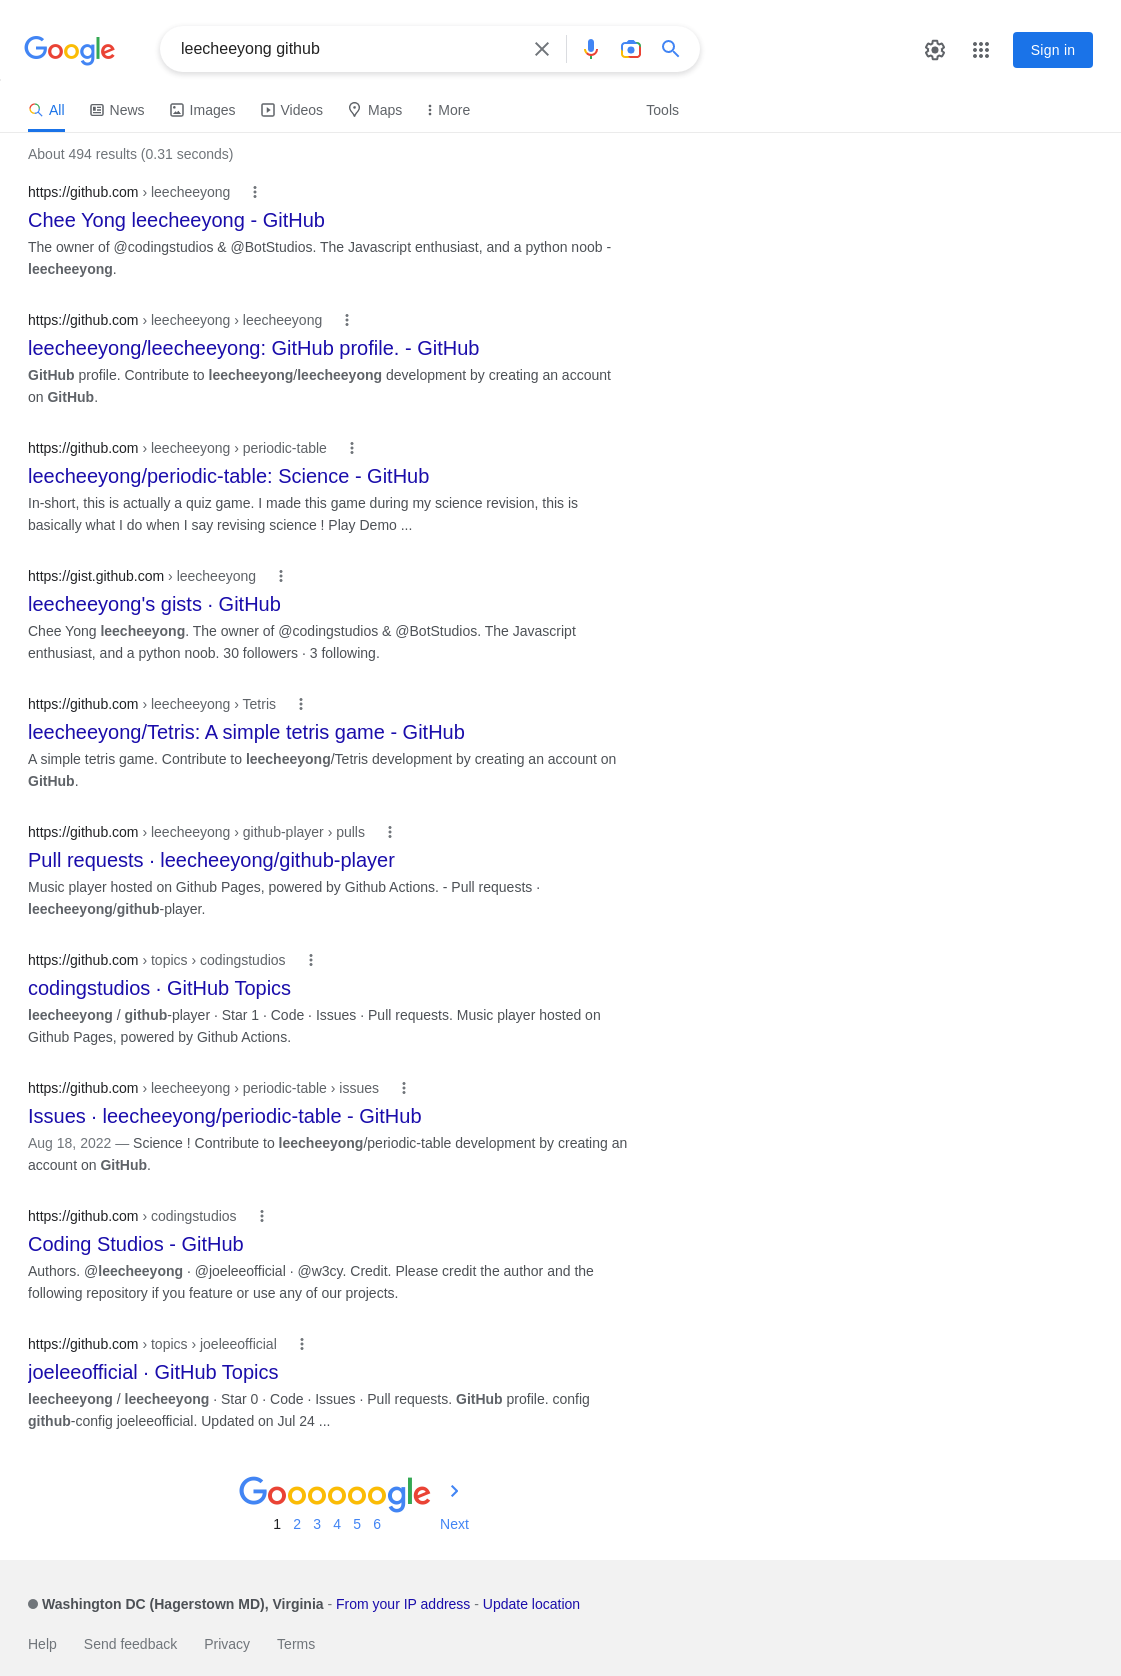 Google
leecheeyong github
Sign in
All News Images Videos Maps More Tools
About 494 results (0.31 seconds)
https://github.com › leecheeyong
Chee Yong leecheeyong - GitHub
The owner of @codingstudios & @BotStudios. The Javascript enthusiast, and a python noob -
leecheeyong.
https://github.com › leecheeyong › leecheeyong
leecheeyong/leecheeyong: GitHub profile. - GitHub
GitHub profile. Contribute to leecheeyong/leecheeyong development by creating an account
on GitHub.
https://github.com › leecheeyong › periodic-table
leecheeyong/periodic-table: Science - GitHub
In-short, this is actually a quiz game. I made this game during my science revision, this is
basically what I do when I say revising science ! Play Demo ...
https://gist.github.com › leecheeyong
leecheeyong's gists · GitHub
Chee Yong leecheeyong. The owner of @codingstudios & @BotStudios. The Javascript
enthusiast, and a python noob. 30 followers · 3 following.
https://github.com › leecheeyong › Tetris
leecheeyong/Tetris: A simple tetris game - GitHub
A simple tetris game. Contribute to leecheeyong/Tetris development by creating an account on
GitHub.
https://github.com › leecheeyong › github-player › pulls
Pull requests · leecheeyong/github-player
Music player hosted on Github Pages, powered by Github Actions. - Pull requests ·
leecheeyong/github-player.
https://github.com › topics › codingstudios
codingstudios · GitHub Topics
leecheeyong / github-player · Star 1 · Code · Issues · Pull requests. Music player hosted on
Github Pages, powered by Github Actions.
https://github.com › leecheeyong › periodic-table › issues
Issues · leecheeyong/periodic-table - GitHub
Aug 18, 2022 — Science ! Contribute to leecheeyong/periodic-table development by creating an
account on GitHub.
https://github.com › codingstudios
Coding Studios - GitHub
Authors. @leecheeyong · @joeleeofficial · @w3cy. Credit. Please credit the author and the
following repository if you feature or use any of our projects.
https://github.com › topics › joeleeofficial
joeleeofficial · GitHub Topics
leecheeyong / leecheeyong · Star 0 · Code · Issues · Pull requests. GitHub profile. config
github-config joeleeofficial. Updated on Jul 24 ...
Goooooogle
1 2 3 4 5 6 Next
Washington DC (Hagerstown MD), Virginia - From your IP address - Update location
Help Send feedback Privacy Terms